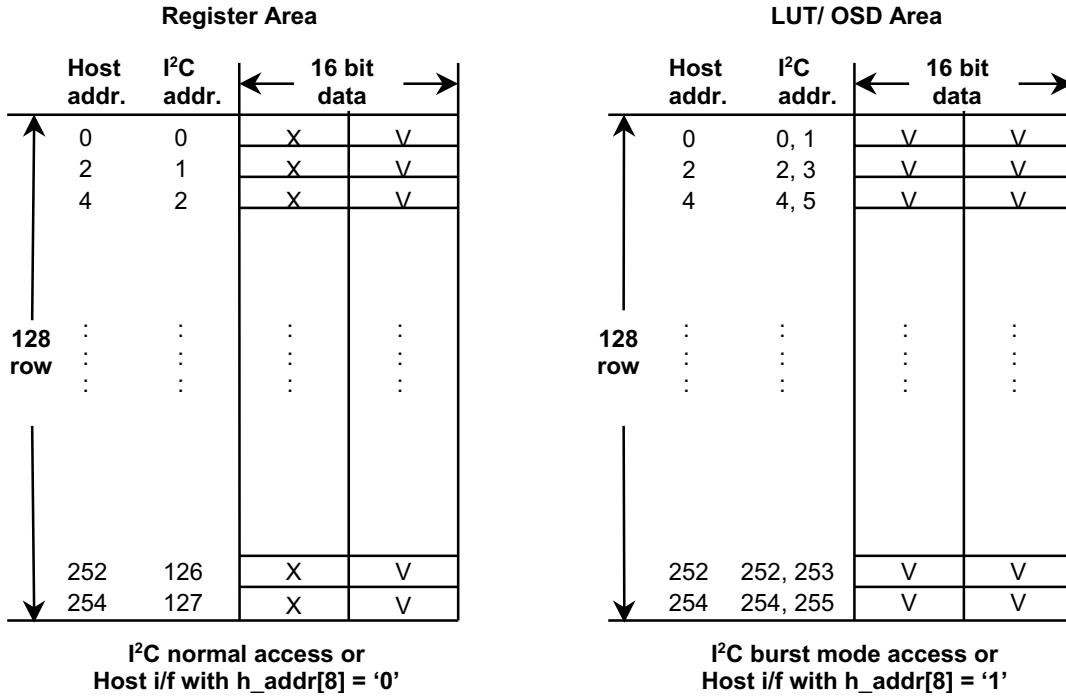 Register Area
Host addr.
I²C addr.
16 bit data
0 0 X V
2 1 X V
4 2 X V
: : : :
128 row
: : : :
: : : :
252 126 X V
254 127 X V
I²C normal access or
Host i/f with h_addr[8] = ‘0’
LUT/ OSD Area
Host addr.
I²C addr.
16 bit data
0 0, 1 V V
2 2, 3 V V
4 4, 5 V V
: : : :
128 row
: : : :
: : : :
252 252, 253 V V
254 254, 255 V V
I²C burst mode access or
Host i/f with h_addr[8] = ‘1’